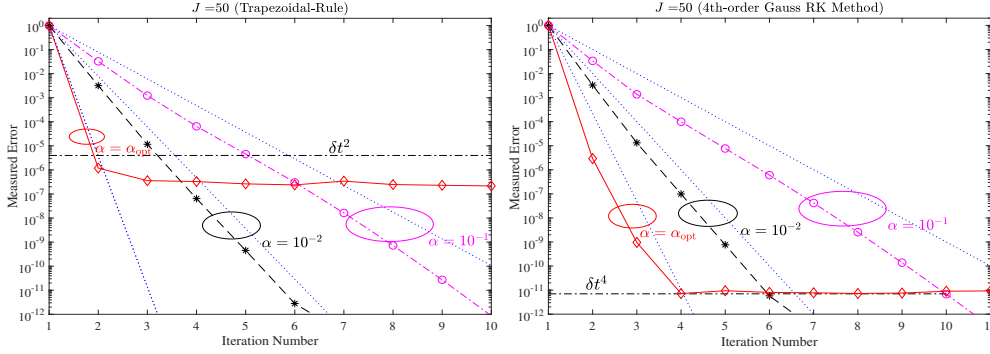 J =50 (Trapezoidal-Rule)
Measured Error
10^0
10^-1
10^-2
10^-3
10^-4
10^-5
10^-6
10^-7
10^-8
10^-9
10^-10
10^-11
10^-12
α = α_opt
δt^2
α = 10^-2
α = 10^-1
1 2 3 4 5 6 7 8 9 10
Iteration Number
J =50 (4th-order Gauss RK Method)
Measured Error
10^0
10^-1
10^-2
10^-3
10^-4
10^-5
10^-6
10^-7
10^-8
10^-9
10^-10
10^-11
10^-12
α = α_opt
α = 10^-2
α = 10^-1
δt^4
1 2 3 4 5 6 7 8 9 10
Iteration Number